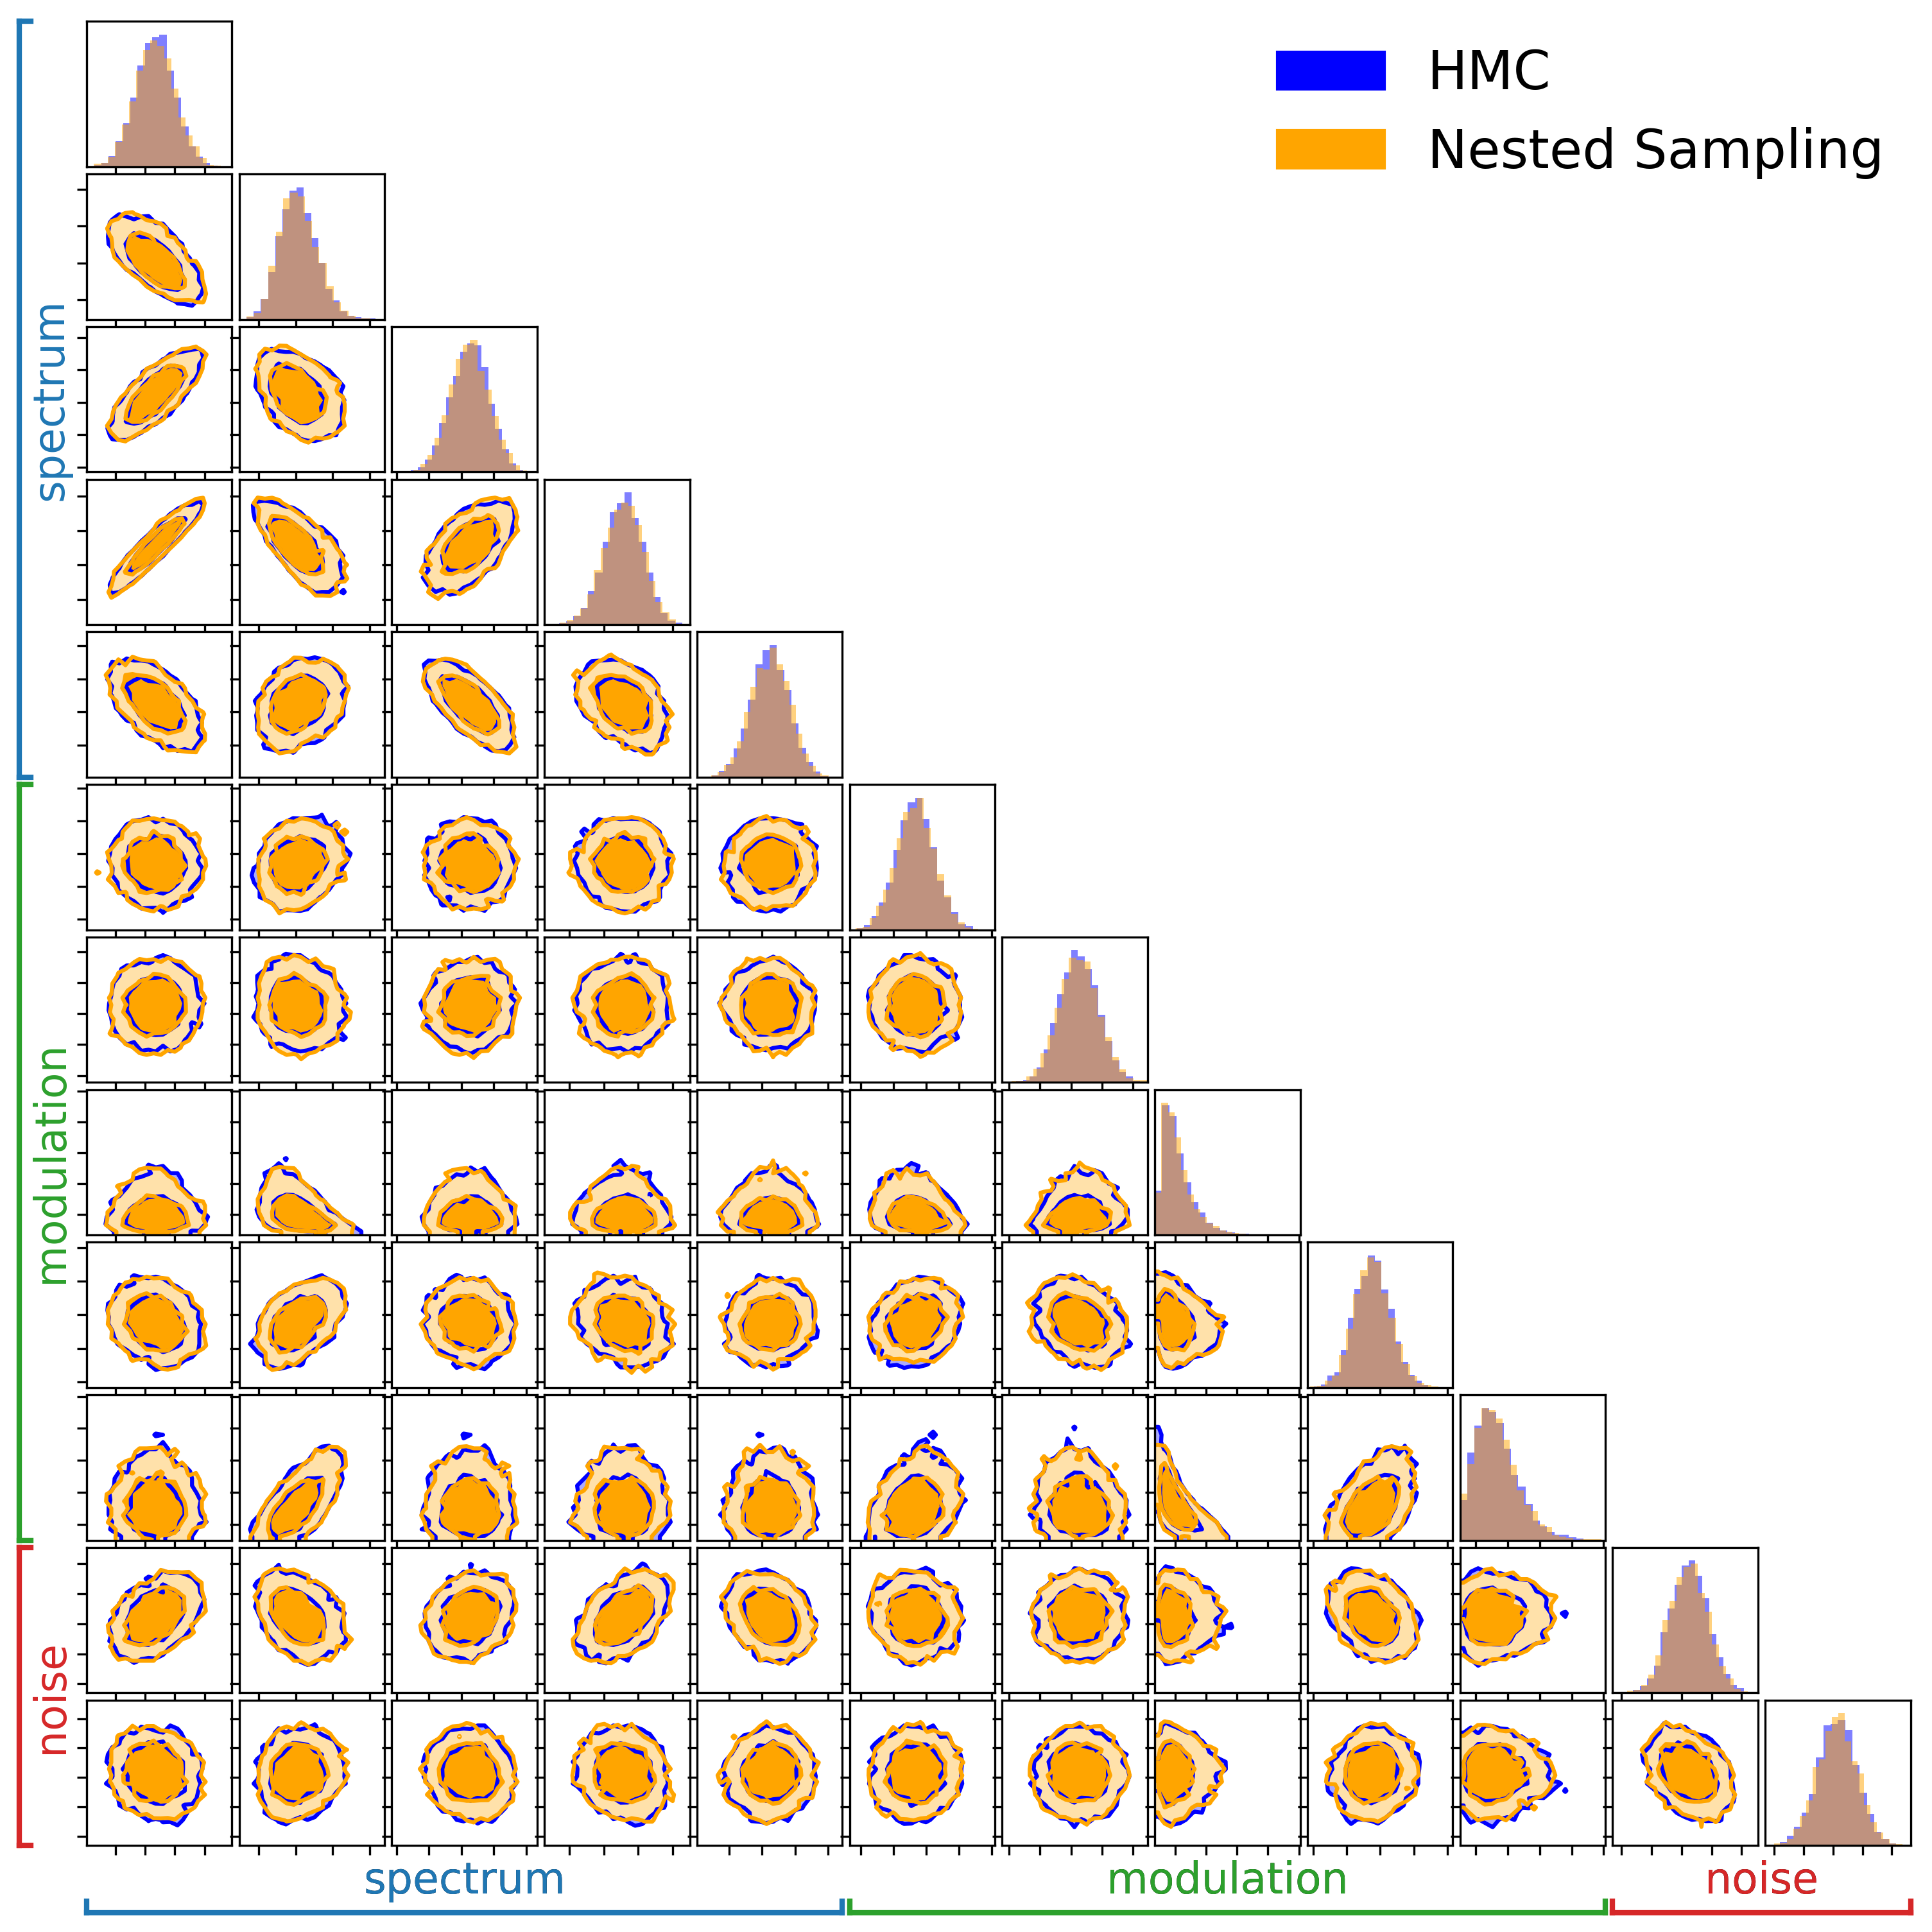 HMC
Nested Sampling
spectrum
modulation
noise
spectrum
modulation
noise